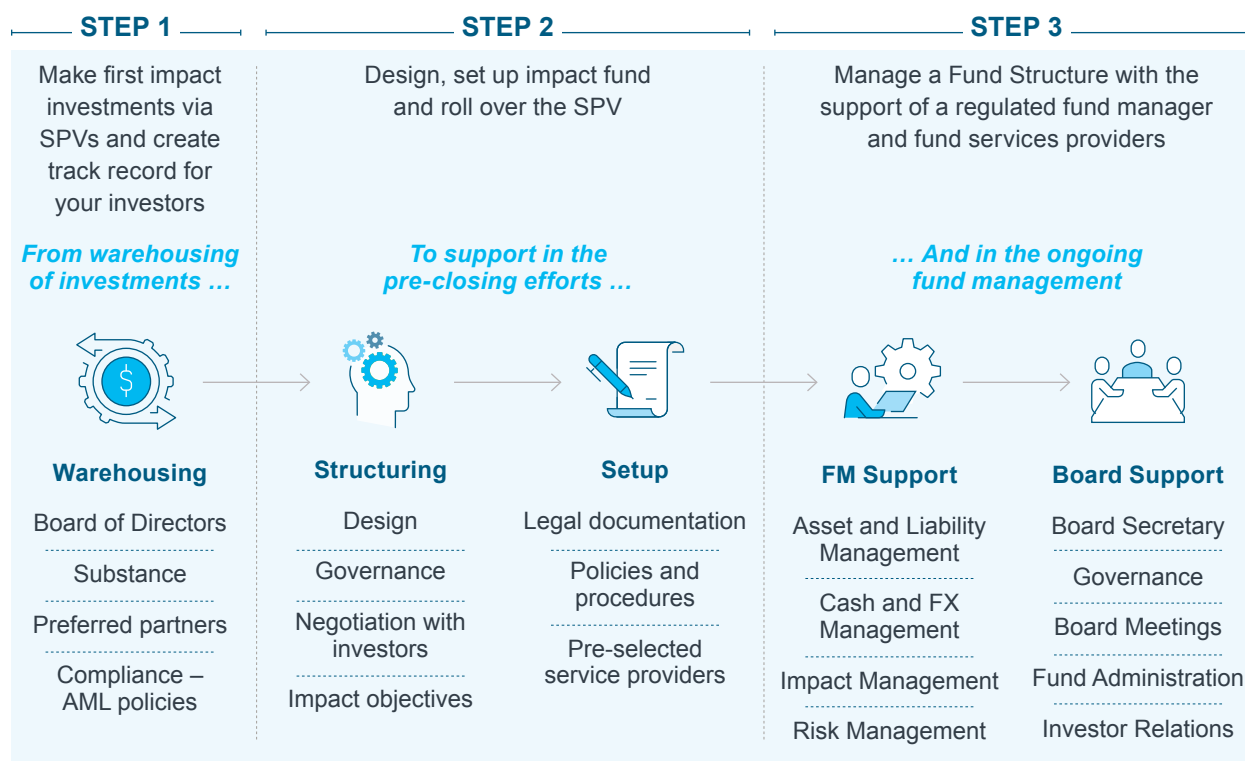 STEP 1
Make first impact
investments via
SPVs and create
track record for
your investors
From warehousing
of investments …
$
Warehousing
Board of Directors
Substance
Preferred partners
Compliance –
AML policies
STEP 2
Design, set up impact fund
and roll over the SPV
To support in the
pre-closing efforts …
Structuring
Design
Governance
Negotiation with
investors
Impact objectives
Setup
Legal documentation
Policies and
procedures
Pre-selected
service providers
STEP 3
Manage a Fund Structure with the
support of a regulated fund manager
and fund services providers
… And in the ongoing
fund management
FM Support
Asset and Liability
Management
Cash and FX
Management
Impact Management
Risk Management
Board Support
Board Secretary
Governance
Board Meetings
Fund Administration
Investor Relations